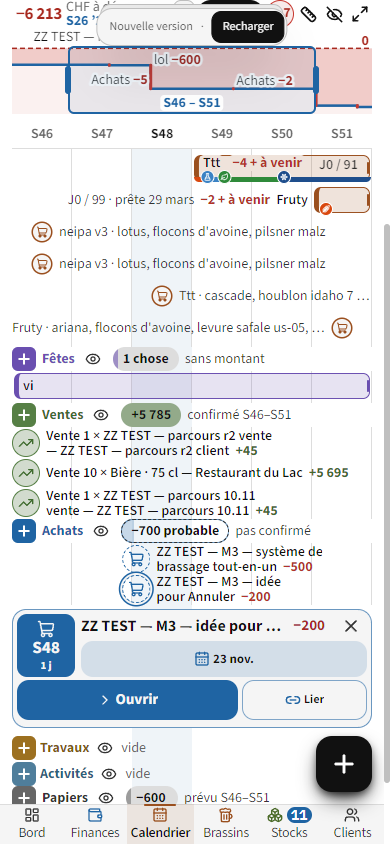 −6 213 CHF
S26
Nouvelle version · Recharger
7
ZZ TEST —
0
lol −600
Achats −5
Achats −2
S46 – S51
S46 S47 S48 S49 S50 S51
Ttt −4 + à venir J0 / 91
J0 / 99 · prête 29 mars −2 + à venir Fruty
neipa v3 · lotus, flocons d'avoine, pilsner malz
neipa v3 · lotus, flocons d'avoine, pilsner malz
Ttt · cascade, houblon idaho 7 …
Fruty · ariana, flocons d'avoine, levure safale us-05, …
Fêtes 1 chose sans montant
vi
Ventes +5 785 confirmé S46–S51
Vente 1 × ZZ TEST — parcours r2 vente
— ZZ TEST — parcours r2 client +45
Vente 10 × Bière · 75 cl — Restaurant du Lac +5 695
Vente 1 × ZZ TEST — parcours 10.11
vente — ZZ TEST — parcours 10.11 +45
Achats −700 probable pas confirmé
ZZ TEST — M3 — système de
brassage tout-en-un −500
ZZ TEST — M3 — idée
pour Annuler −200
S48
1 j
ZZ TEST — M3 — idée pour … −200
23 nov.
Ouvrir
Lier
Travaux vide
Activités vide
Papiers −600 prévu S46–S51
Bord Finances Calendrier Brassins Stocks 11 Clients